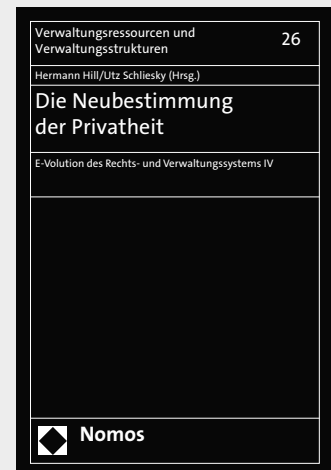 Verwaltungsressourcen und
Verwaltungsstrukturen
26
Hermann Hill/Utz Schliesky (Hrsg.)
Die Neubestimmung
der Privatheit
E-Volution des Rechts- und Verwaltungssystems IV
Nomos